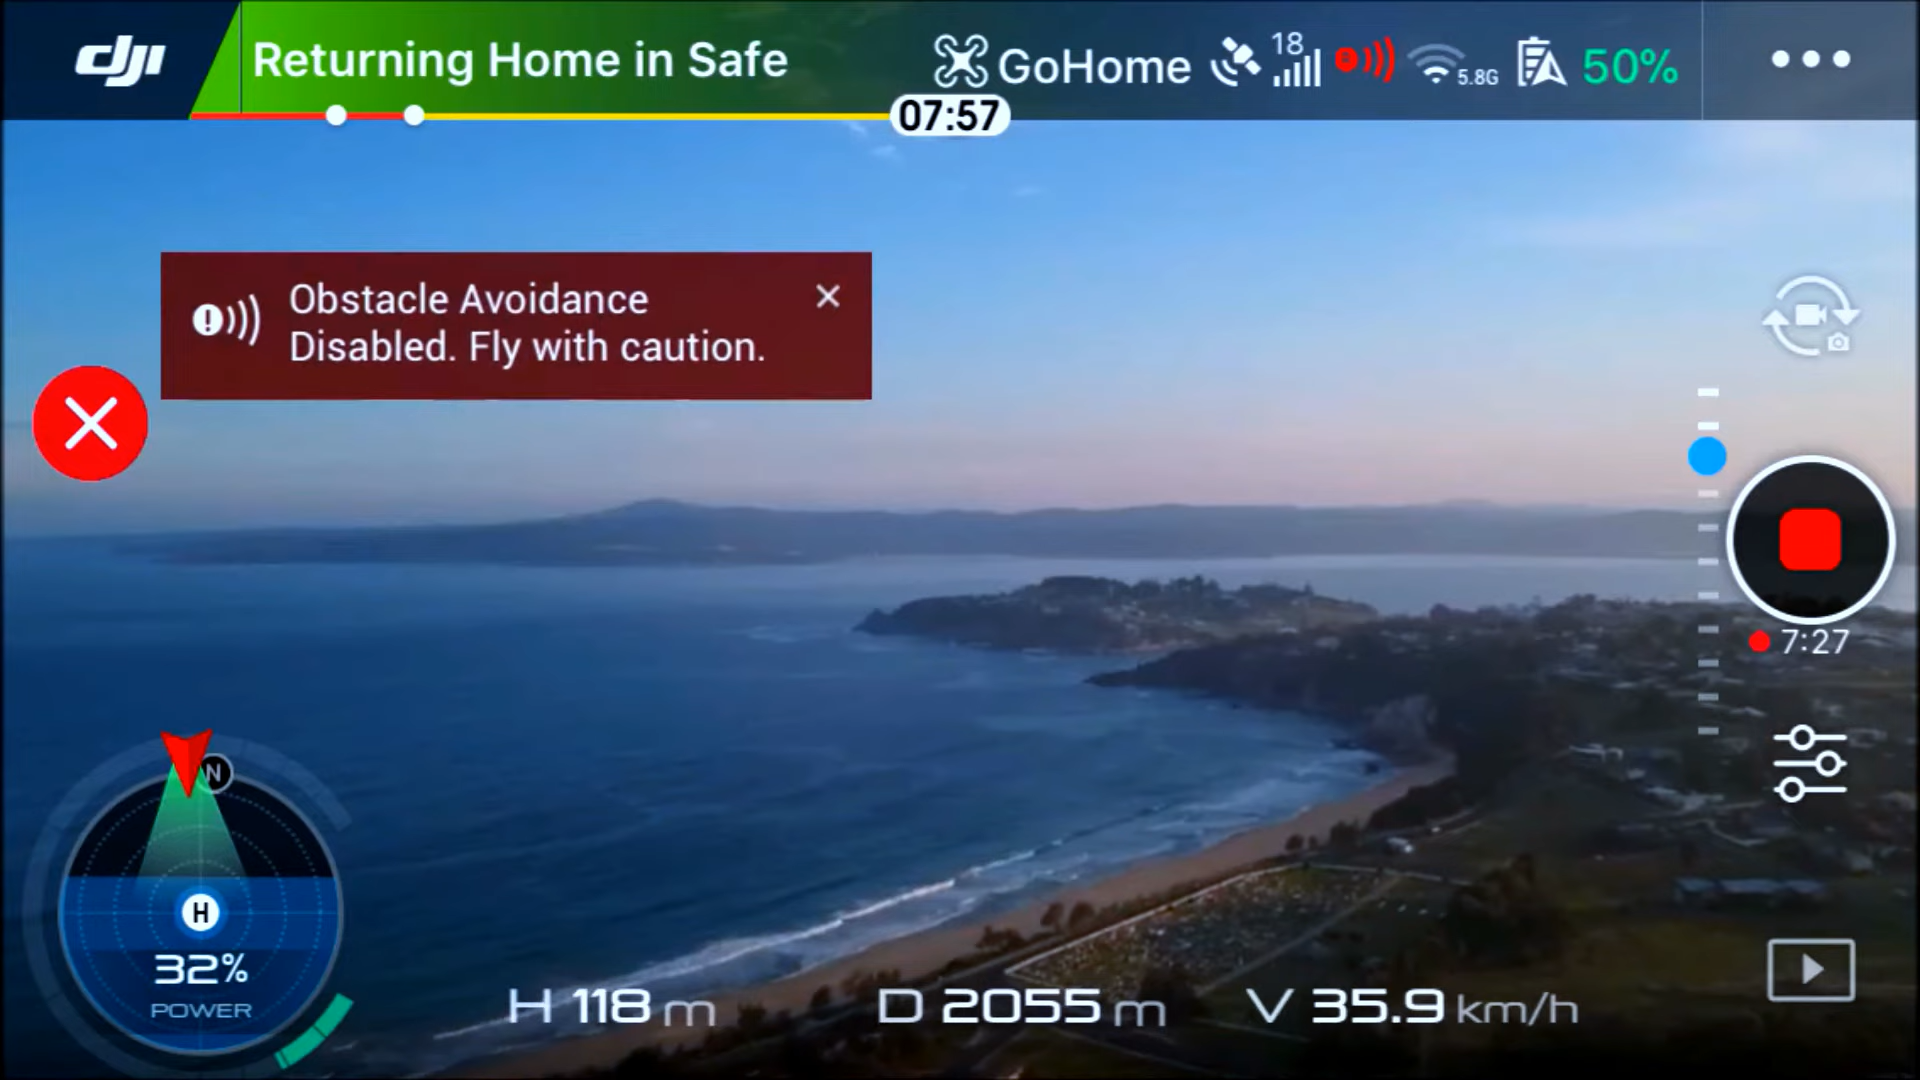 dji
Returning Home in Safe
GoHome
18
5.8G
50%
07:57
Obstacle Avoidance
Disabled. Fly with caution.
7:27
N
H
32%
POWER
H 118 m
D 2055 m
V 35.9 km/h